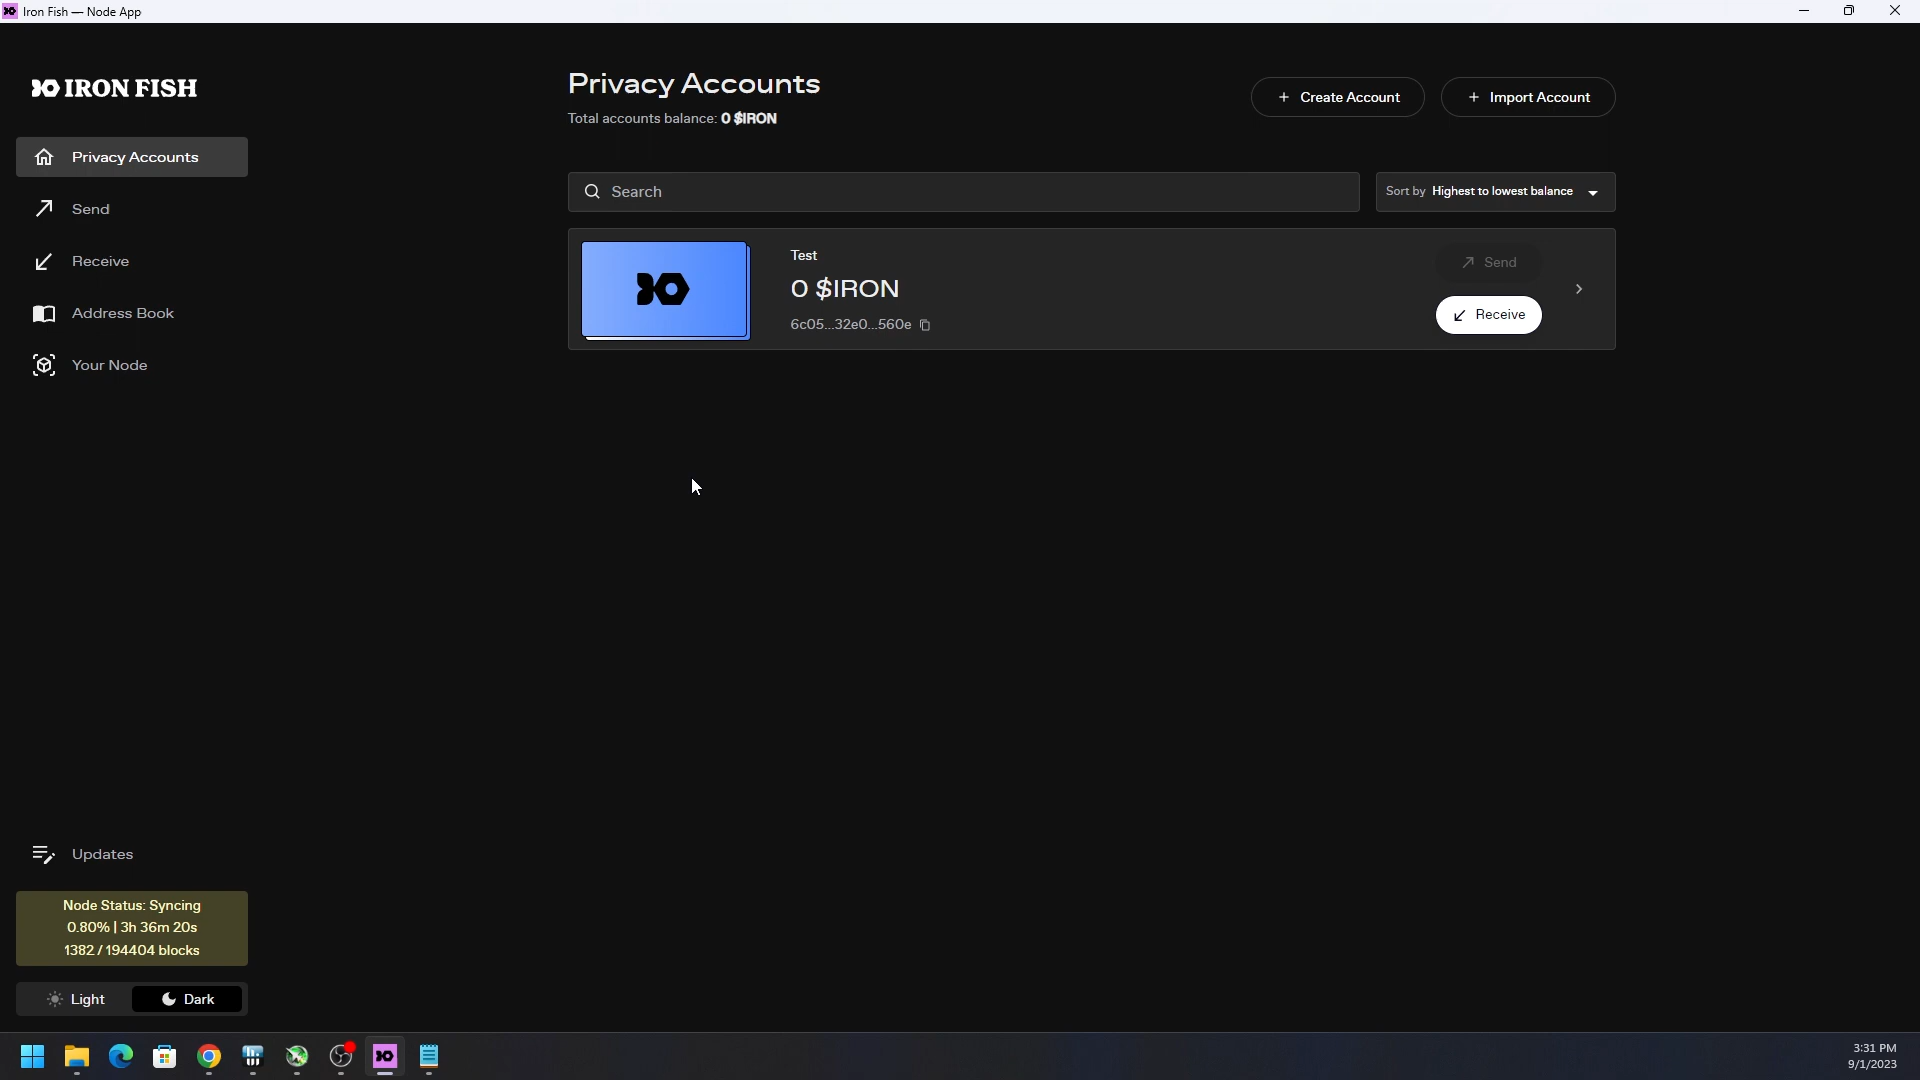 Iron Fish — Node App
IRON FISH
Privacy Accounts
Send
Receive
Address Book
Your Node
Updates
Node Status: Syncing
0.80% | 3h 36m 20s
1382 / 194404 blocks
Light
Dark
Privacy Accounts
Total accounts balance: 0 $IRON
Create Account
Import Account
Search
Sort by Highest to lowest balance
Test
0 $IRON
6c05...32e0...560e
Send
Receive
3:31 PM
9/1/2023